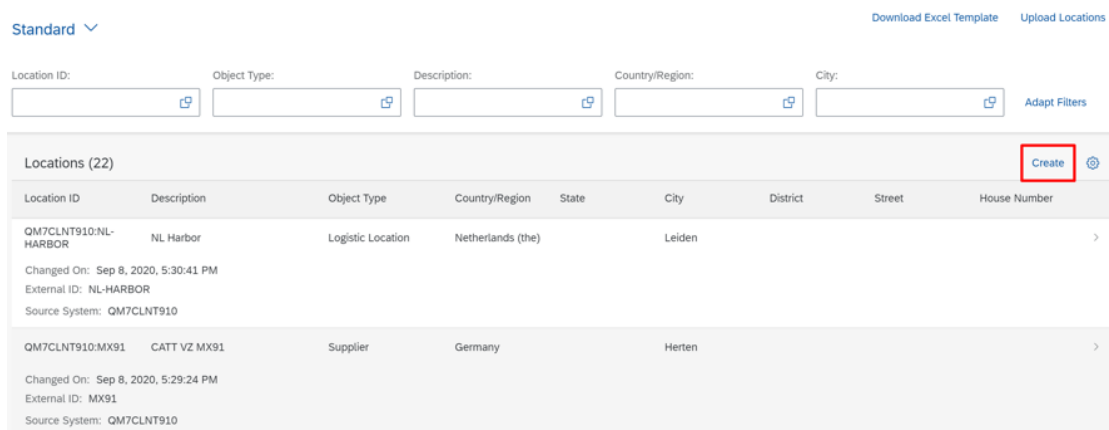 Standard
Download Excel Template Upload Locations
Location ID: Object Type: Description: Country/Region: City:
Adapt Filters
Locations (22)
Create
Location ID Description Object Type Country/Region State City District Street House Number
QM7CLNT910:NL-
HARBOR NL Harbor Logistic Location Netherlands (the) Leiden
Changed On: Sep 8, 2020, 5:30:41 PM
External ID: NL-HARBOR
Source System: QM7CLNT910
QM7CLNT910:MX91 CATT VZ MX91 Supplier Germany Herten
Changed On: Sep 8, 2020, 5:29:24 PM
External ID: MX91
Source System: QM7CLNT910